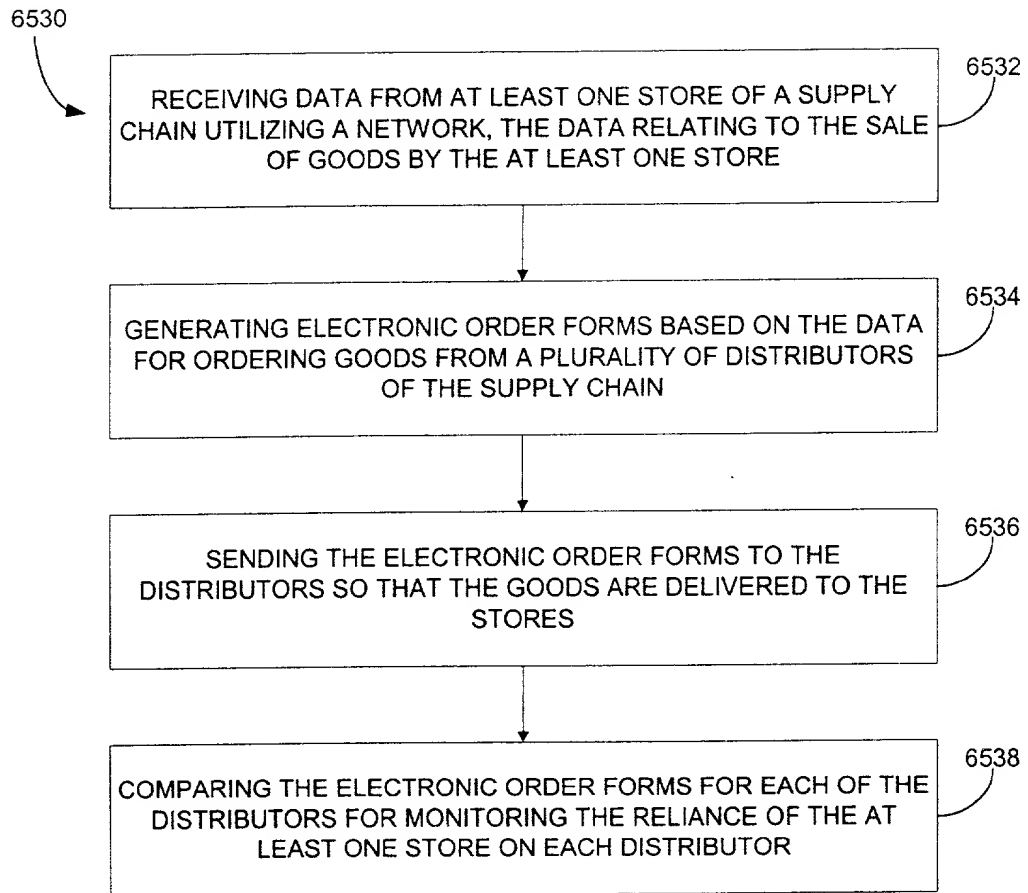 6530
6532
RECEIVING DATA FROM AT LEAST ONE STORE OF A SUPPLY
CHAIN UTILIZING A NETWORK, THE DATA RELATING TO THE SALE
OF GOODS BY THE AT LEAST ONE STORE
6534
GENERATING ELECTRONIC ORDER FORMS BASED ON THE DATA
FOR ORDERING GOODS FROM A PLURALITY OF DISTRIBUTORS
OF THE SUPPLY CHAIN
6536
SENDING THE ELECTRONIC ORDER FORMS TO THE
DISTRIBUTORS SO THAT THE GOODS ARE DELIVERED TO THE
STORES
6538
COMPARING THE ELECTRONIC ORDER FORMS FOR EACH OF THE
DISTRIBUTORS FOR MONITORING THE RELIANCE OF THE AT
LEAST ONE STORE ON EACH DISTRIBUTOR